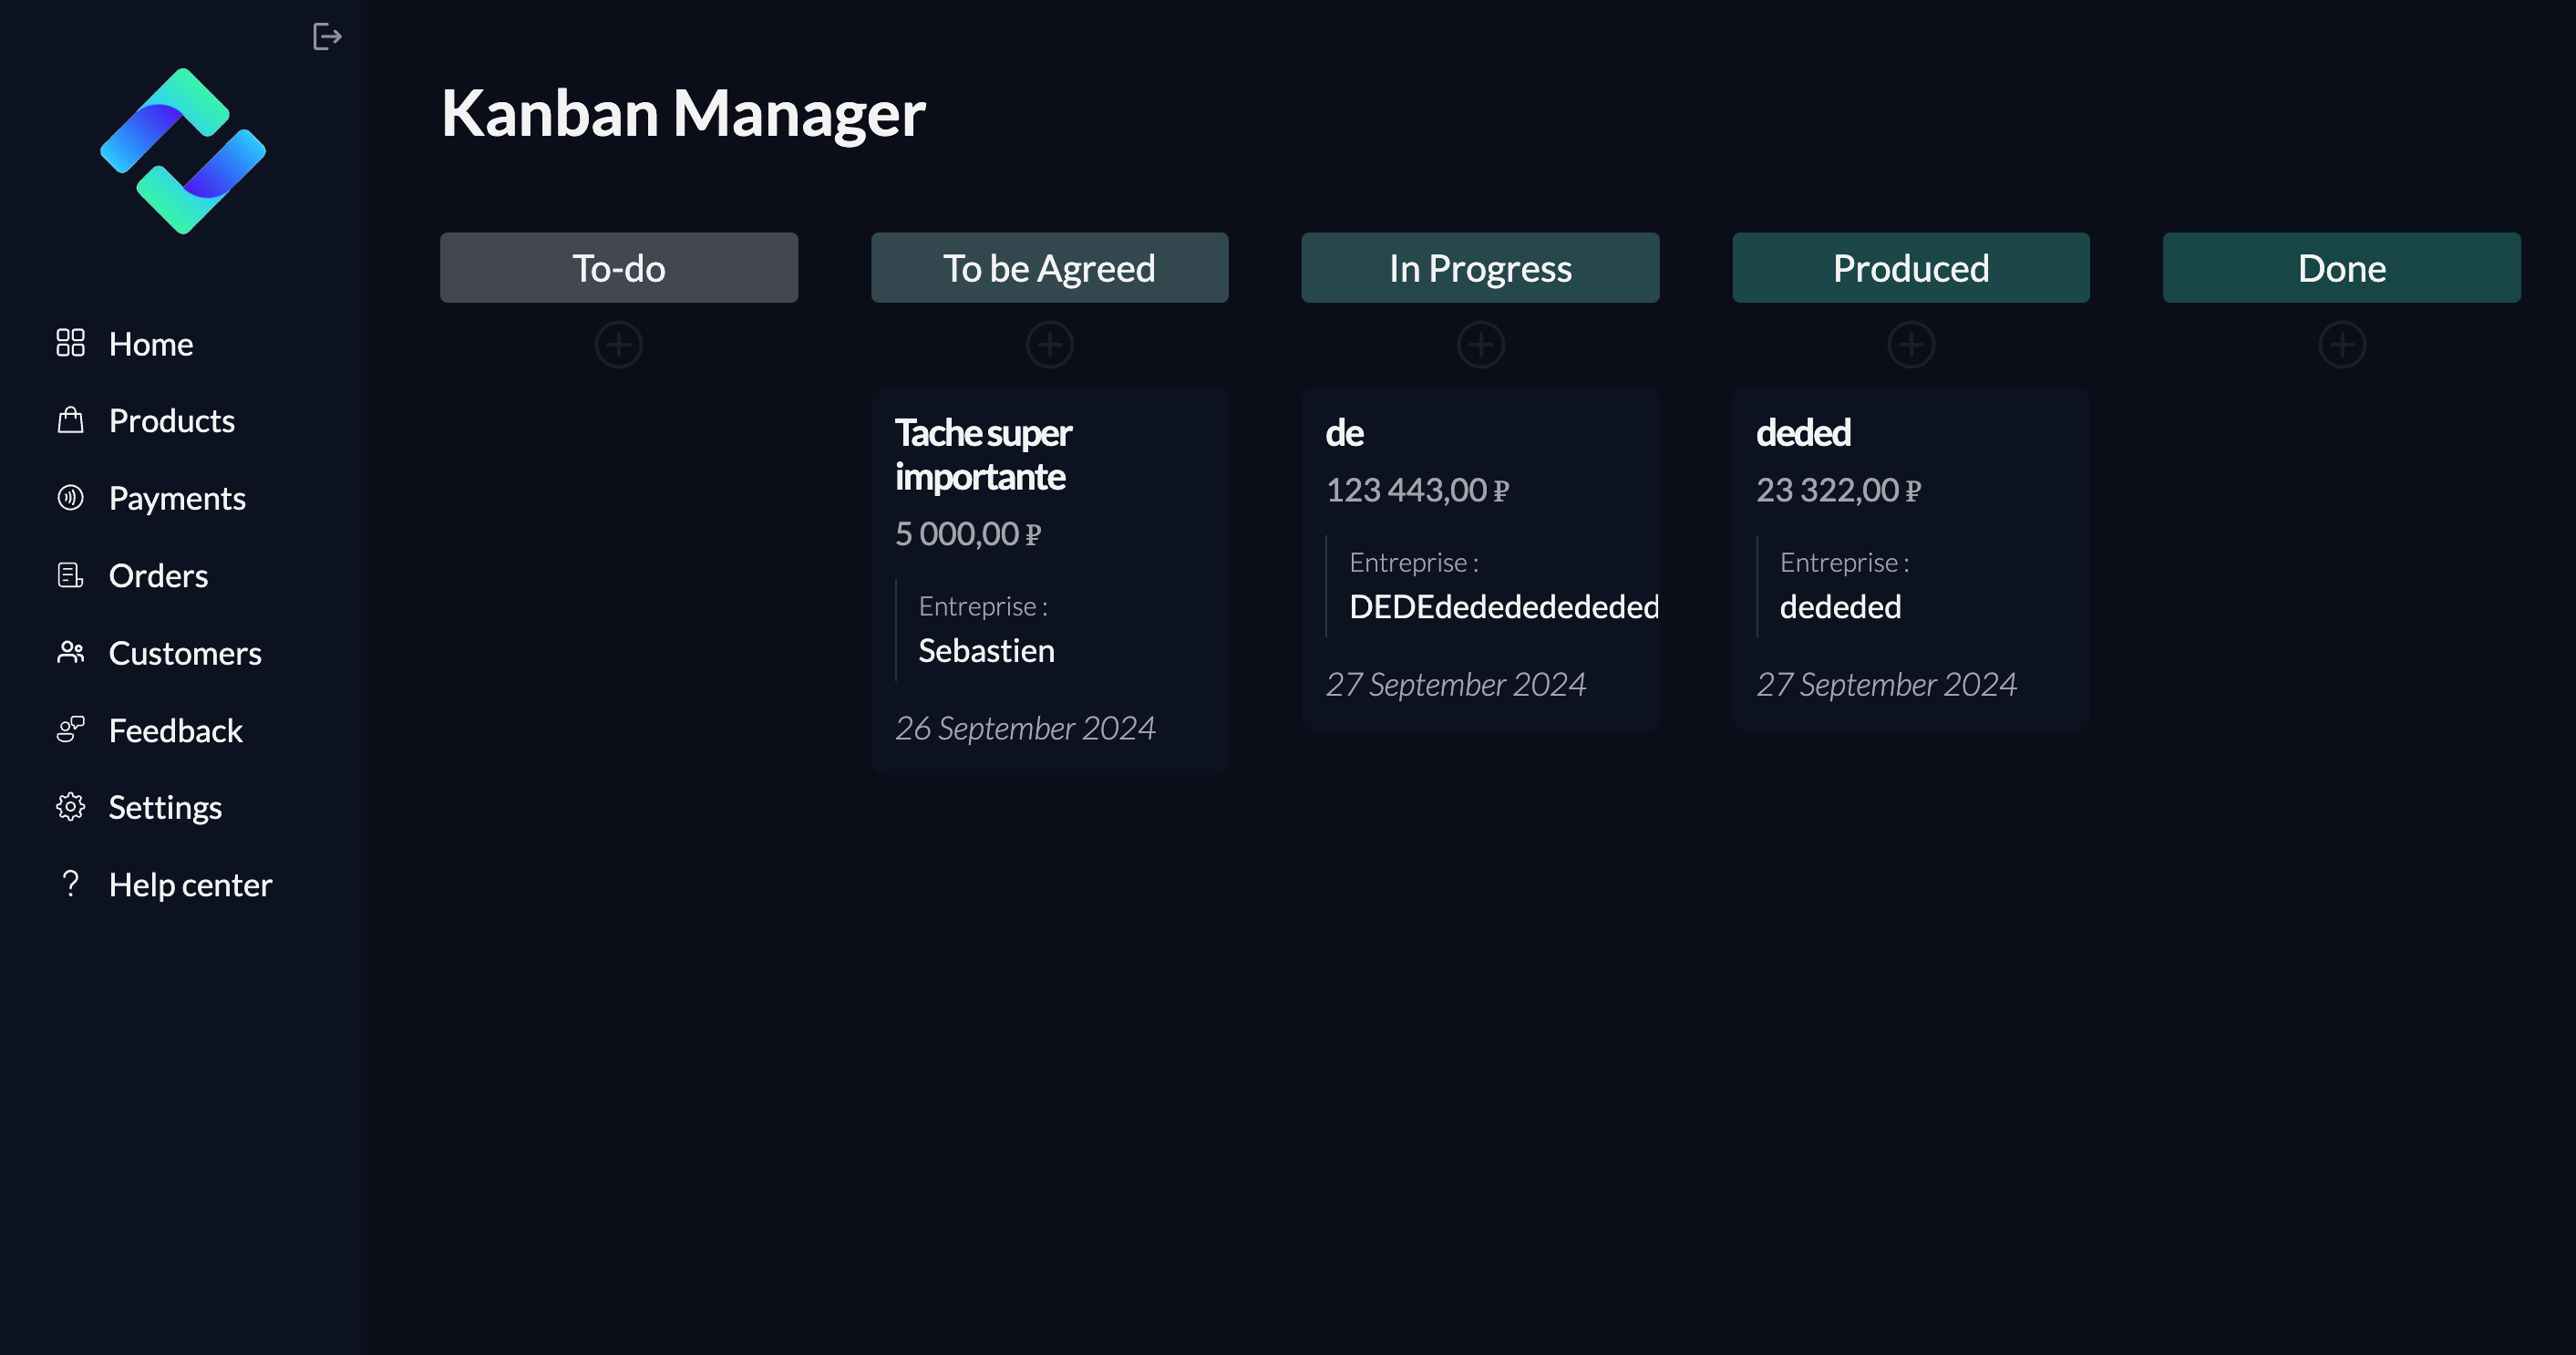 Kanban Manager
Home
Products
Payments
Orders
Customers
Feedback
Settings
Help center
To-do
To be Agreed
Tache super
importante
5 000,00 ₽
Entreprise :
Sebastien
26 September 2024
In Progress
de
123 443,00 ₽
Entreprise :
DEDEdedededededed
27 September 2024
Produced
deded
23 322,00 ₽
Entreprise :
dededed
27 September 2024
Done